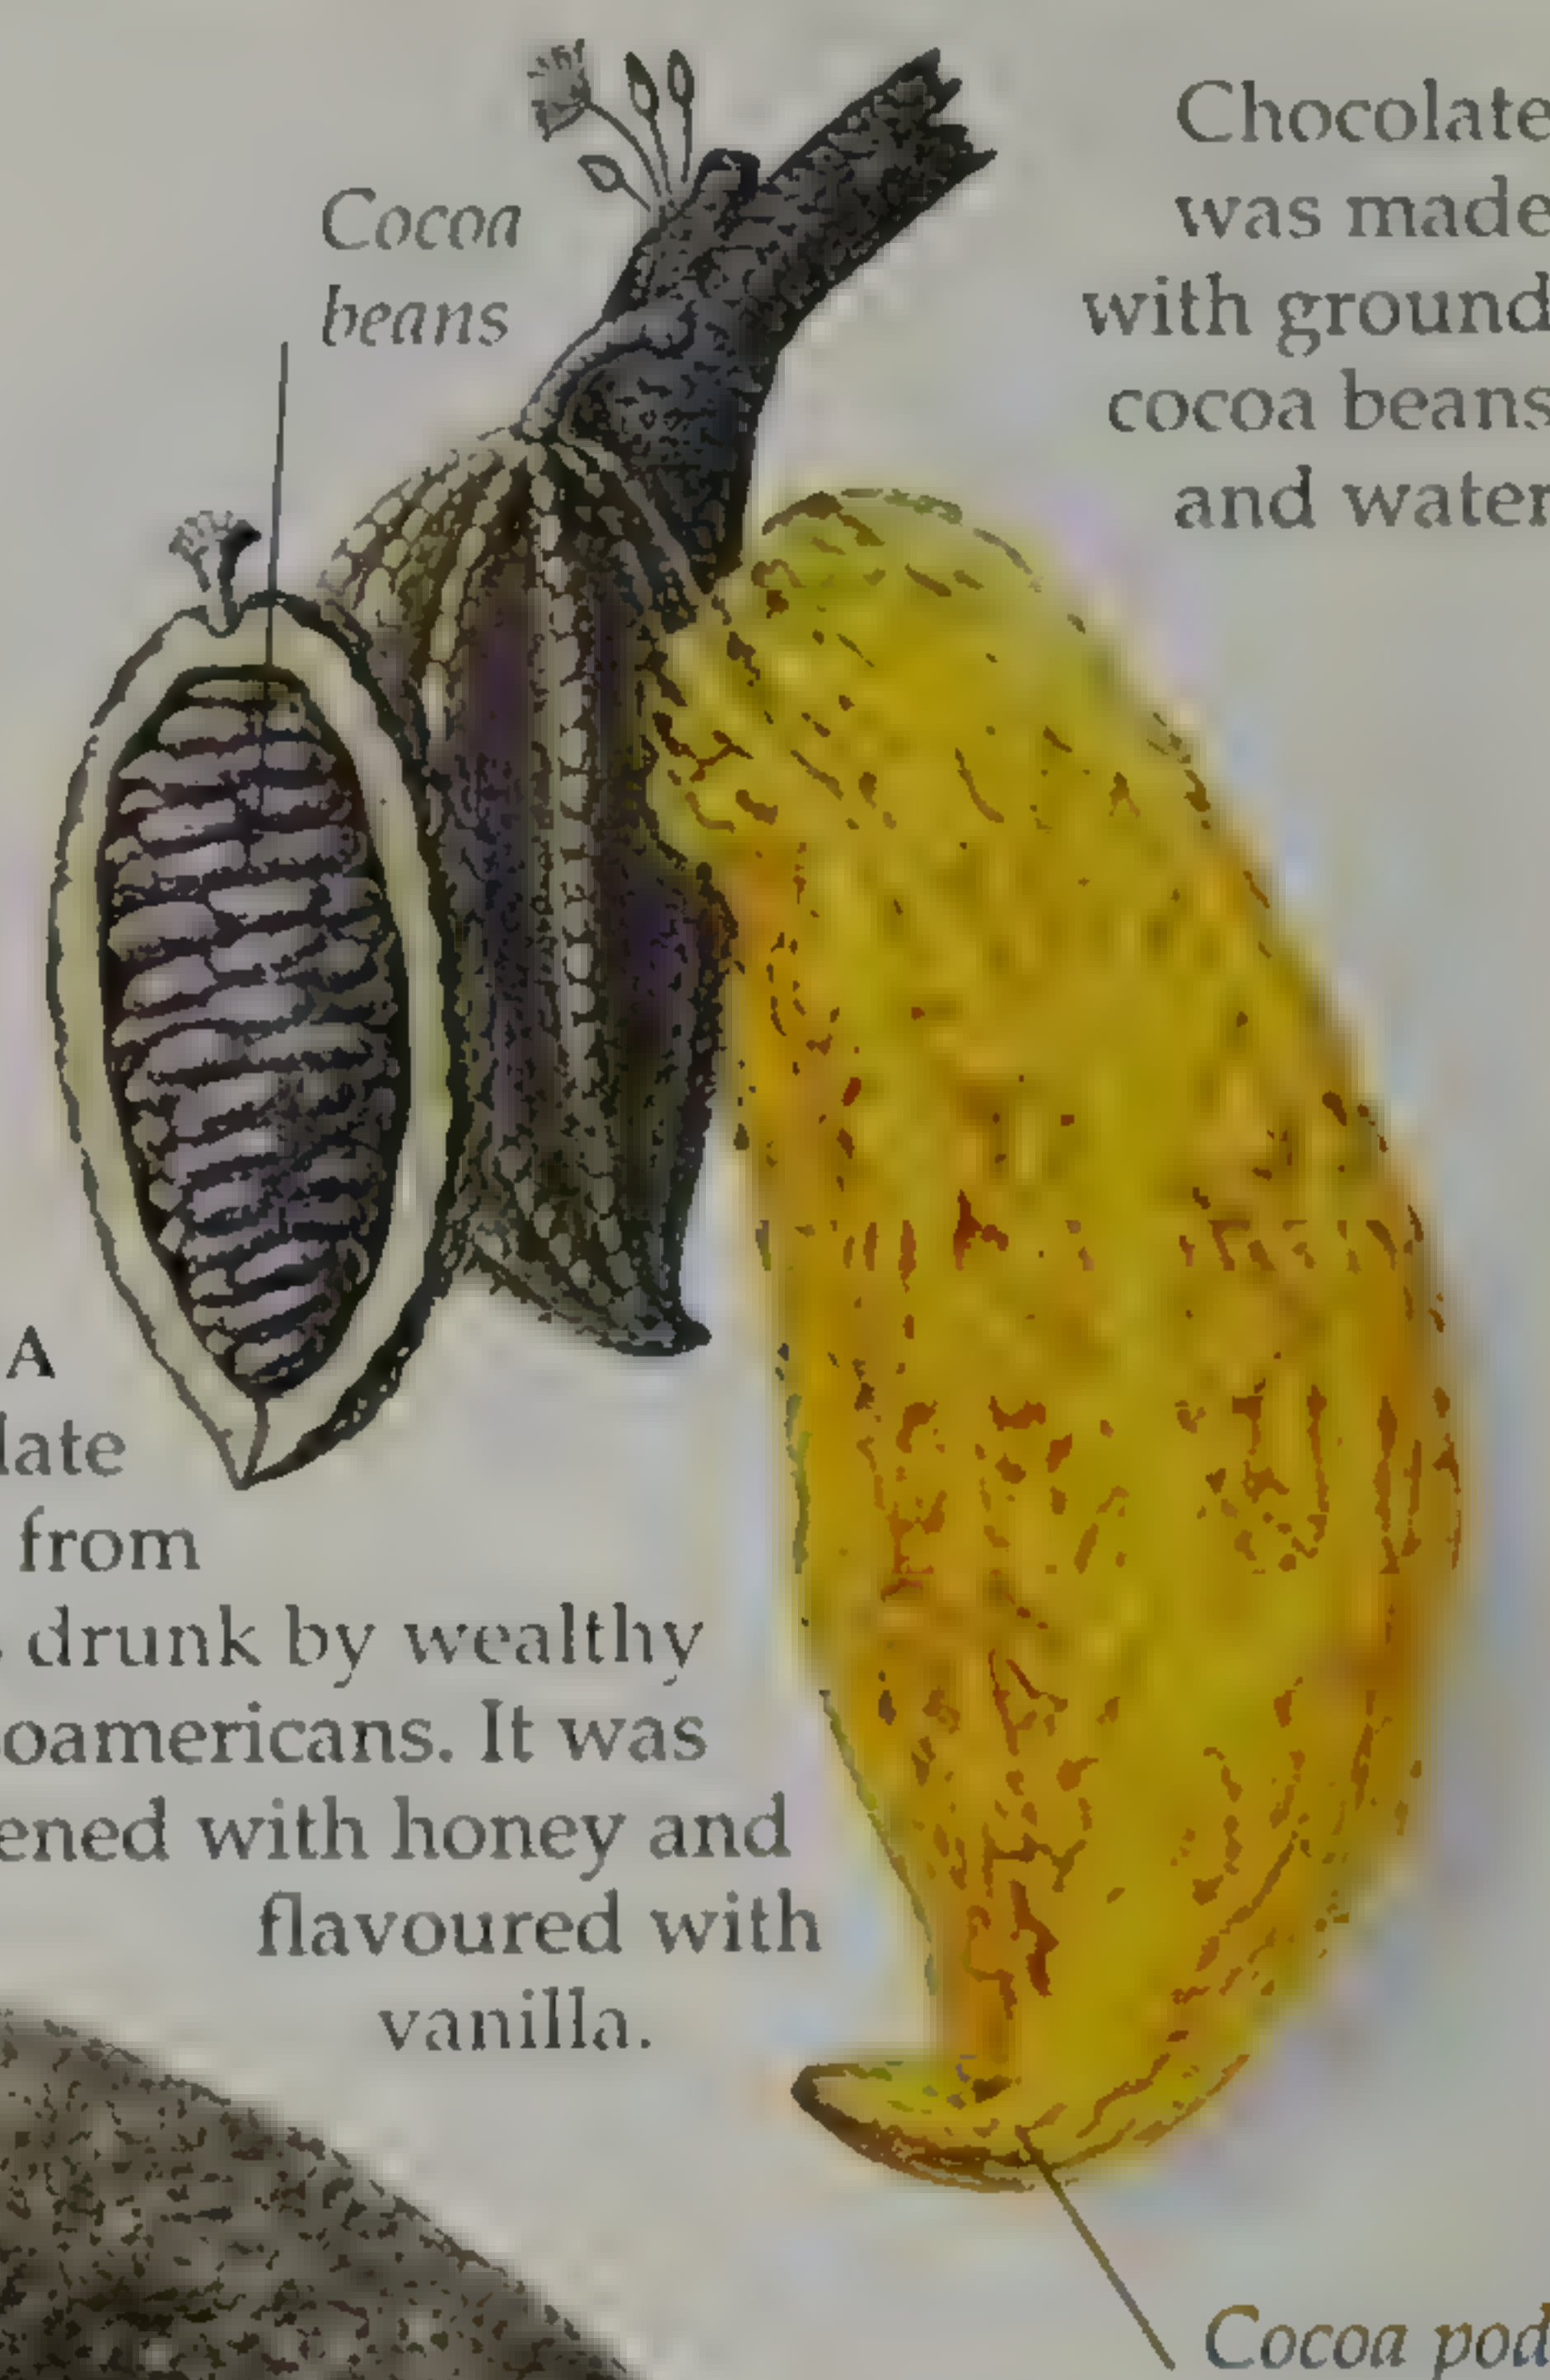 Cocoa
beans
Chocolate
was made
with ground
cocoa beans
and water
A
late
from
drunk by wealthy
oamericans. It was
ened with honey and
flavoured with
vanilla.
Cocoa pod